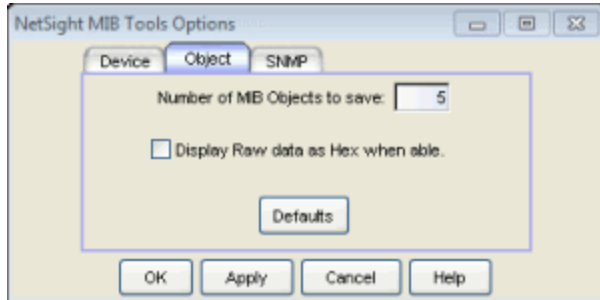 NetSight MIB Tools Options
Device Object SNMP
Number of MIB Objects to save: 5
Display Raw data as Hex when able.
Defaults
OK Apply Cancel Help